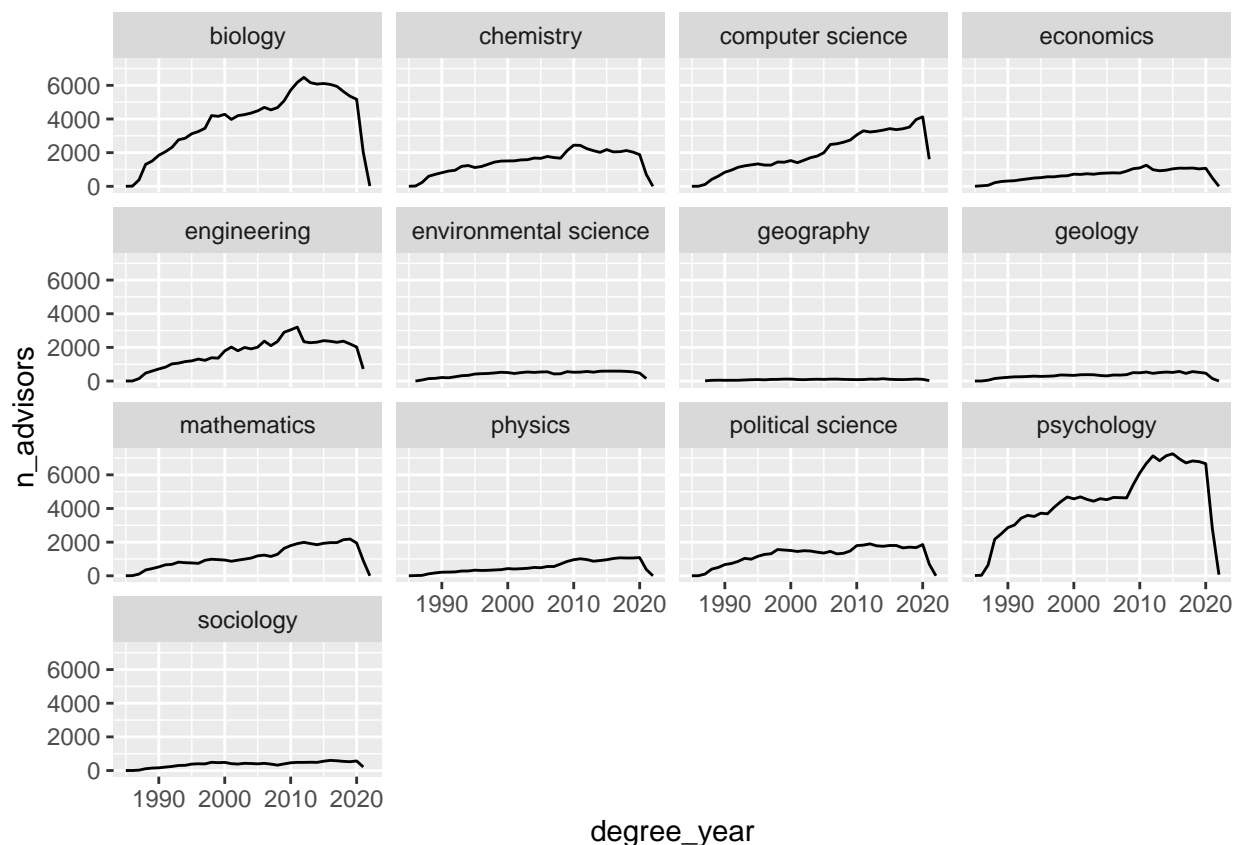 biology chemistry computer science economics
6000
4000
2000
0
engineering environmental science geography geology
6000
4000
2000
0
mathematics physics political science psychology
6000
4000
2000
0
1990 2000 2010 2020 1990 2000 2010 2020 1990 2000 2010 2020
sociology
6000
4000
2000
0
1990 2000 2010 2020
n_advisors
degree_year